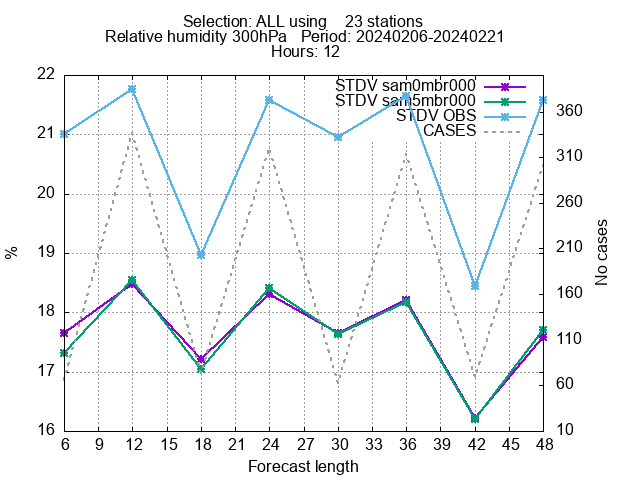 Selection: ALL using    23 stations
Relative humidity 300hPa   Period: 20240206-20240221
Hours: 12
STDV sam0mbr000
STDV sam5mbr000
STDV OBS
CASES
22
21
20
19
18
17
16
360
310
260
210
160
110
60
10
%
No cases
6 9 12 15 18 21 24 27 30 33 36 39 42 45 48
Forecast length